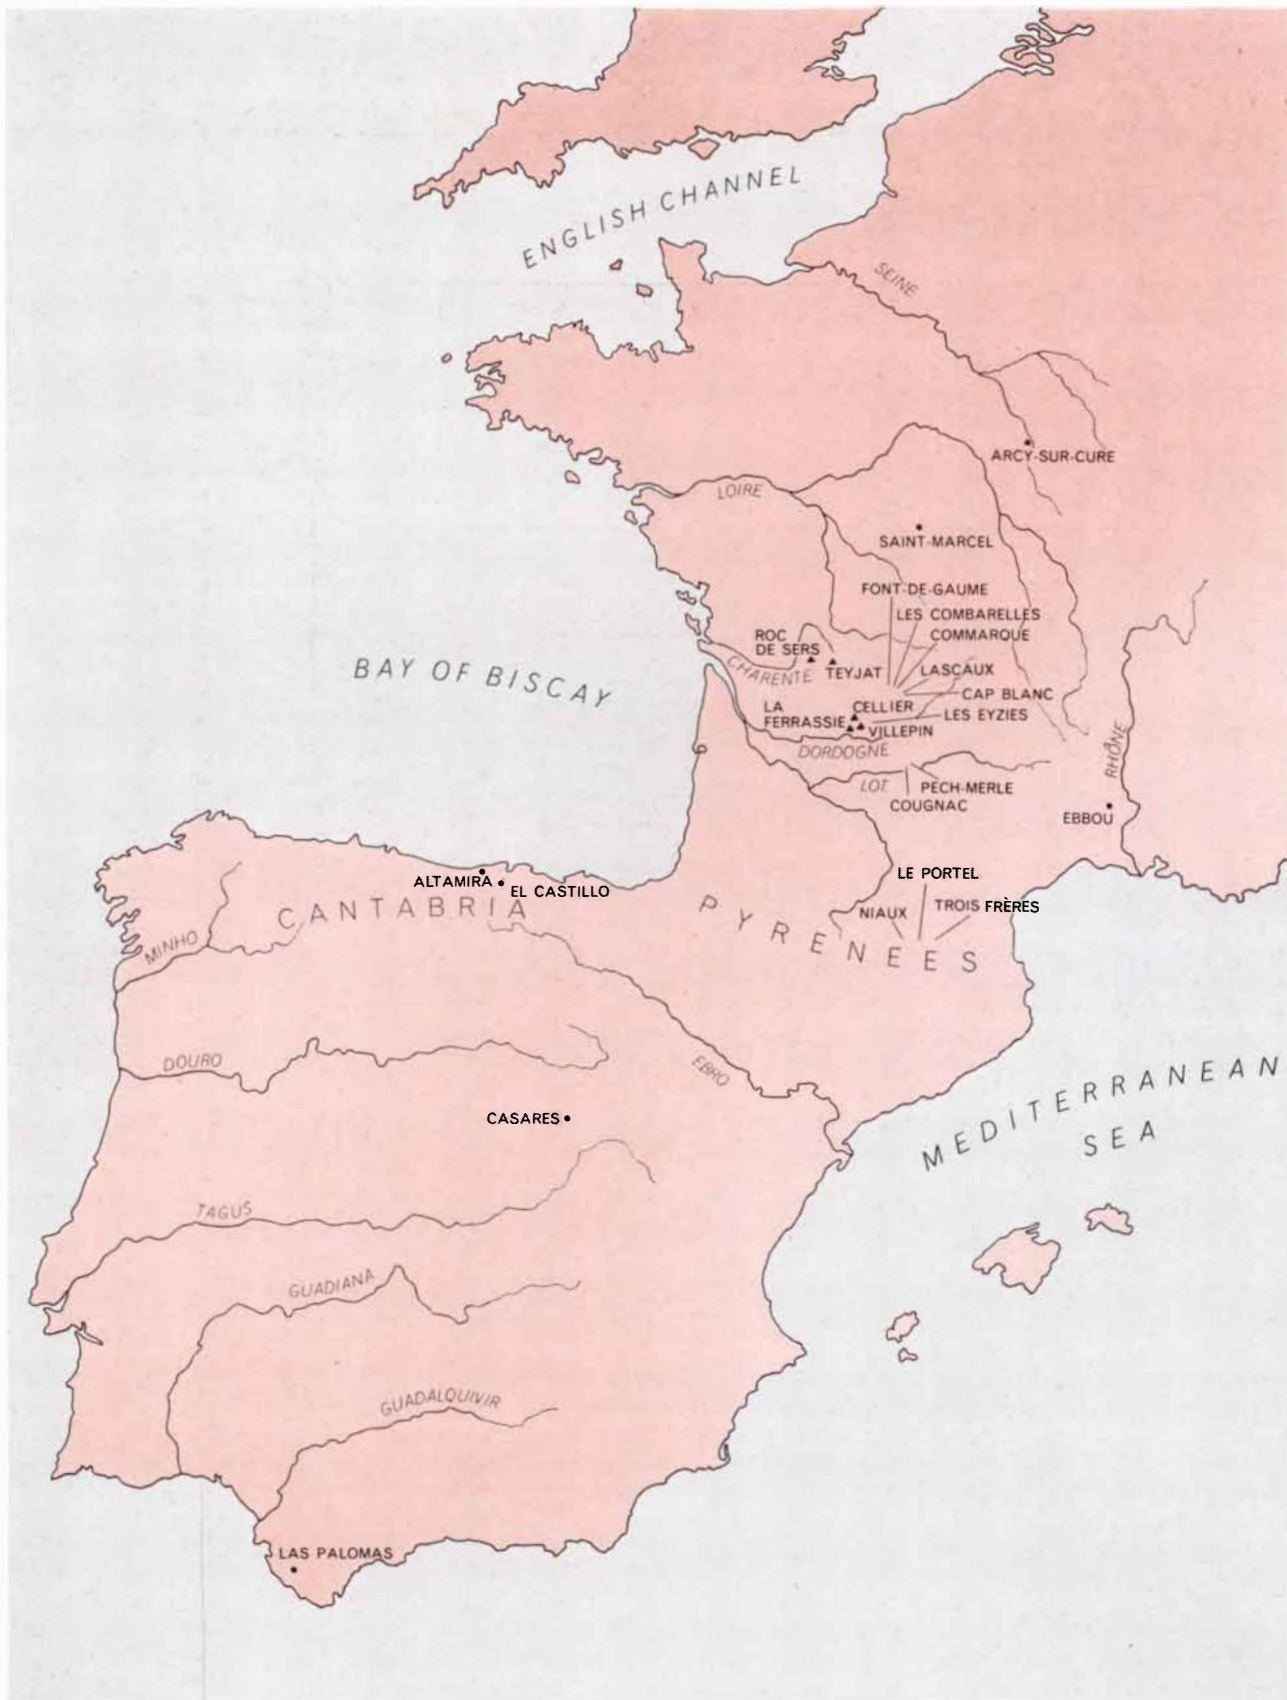 ENGLISH CHANNEL
SEINE
ARCY-SUR-CURE
LOIRE
SAINT-MARCEL
FONT-DE-GAUME
LES COMBARELLES
COMMARQUE
ROC
DE SERS
CHARENTE
TEYJAT
LASCAUX
CAP BLANC
LA
FERRASSIE
CELLIER
LES EYZIES
VILLEPIN
DORDOGNE
BAY OF BISCAY
RHÔNE
LOT
PECH-MERLE
COUGNAC
EBBOU
ALTAMIRA
EL CASTILLO
CANTABRIA
LE PORTEL
NIAUX
TROIS FRÈRES
PYRENEES
MINHO
DOURO
EBRO
MEDITERRANEAN
SEA
CASARES
TAGUS
GUADIANA
GUADALQUIVIR
LAS PALOMAS